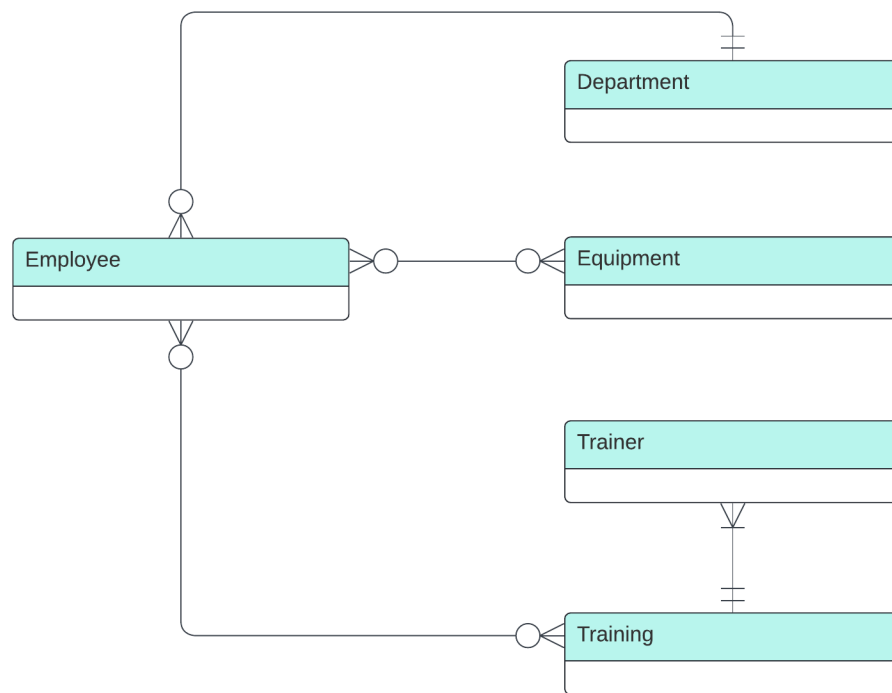 Department
Employee
Equipment
Trainer
Training